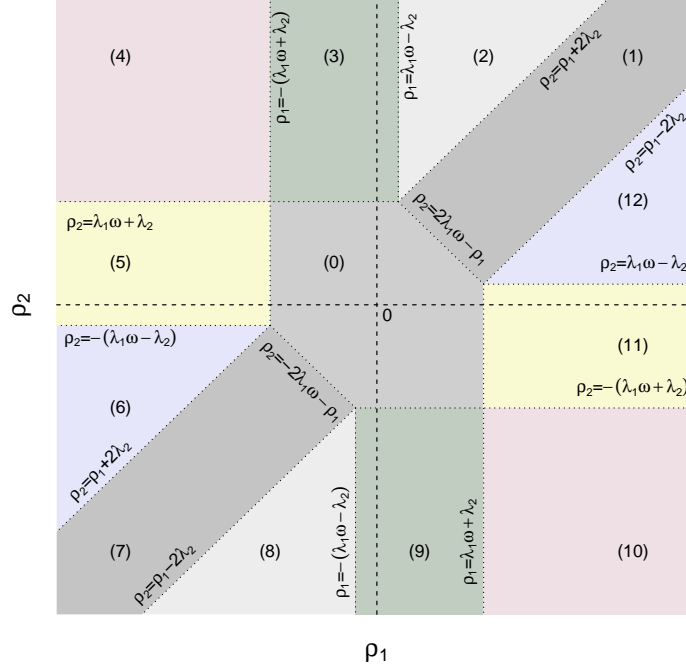 (4)
ρ₁=−(λ₁ω+λ₂)
(3)
ρ₁=λ₁ω−λ₂
(2)
ρ₂=ρ₁+2λ₂
(1)
ρ₂=ρ₁−2λ₂
(12)
ρ₂=2λ₁ω−ρ₁
ρ₂=λ₁ω+λ₂
(5)
(0)
ρ₂=λ₁ω−λ₂
ρ₂
0
ρ₂=−(λ₁ω−λ₂)
(11)
ρ₂=−(λ₁ω+λ₂)
ρ₂=−2λ₁ω−ρ₁
(6)
ρ₂=ρ₁+2λ₂
(7)
ρ₂=ρ₁−2λ₂
(8)
ρ₁=−(λ₁ω−λ₂)
(9)
ρ₁=λ₁ω+λ₂
(10)
ρ₁